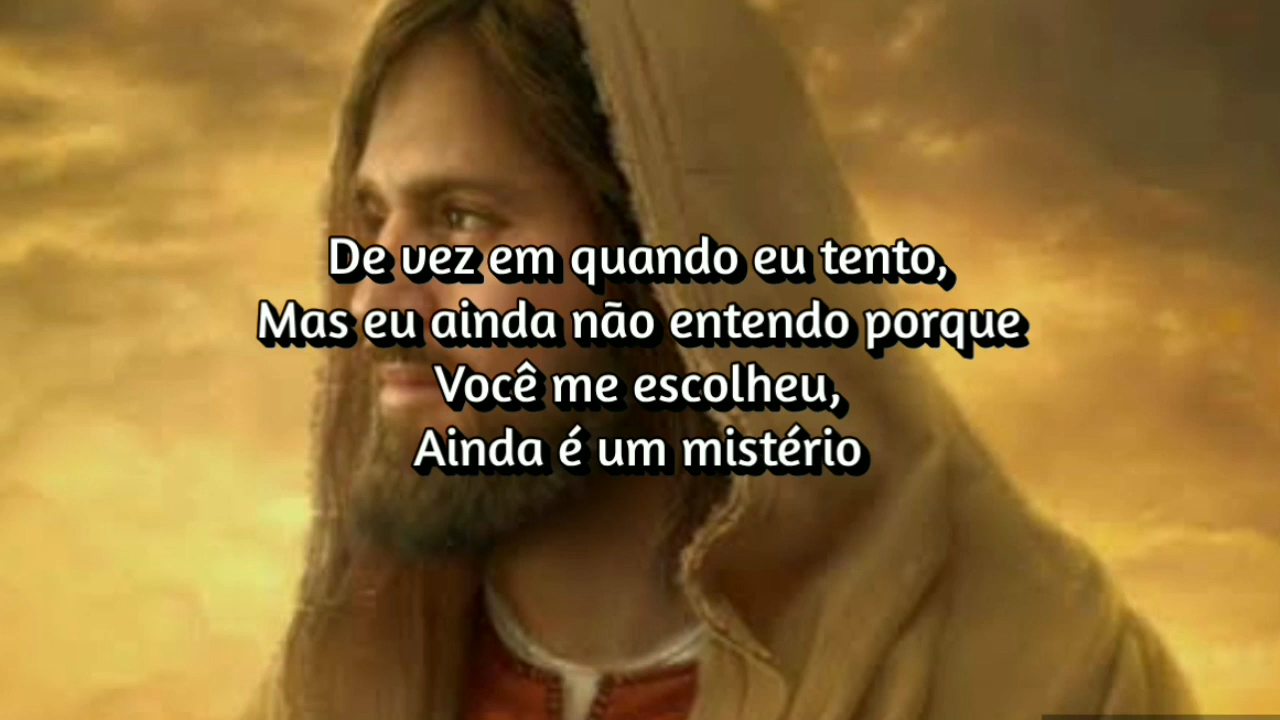 De vez em quando eu tento,
Mas eu ainda não entendo porque
Você me escolheu,
Ainda é um mistério